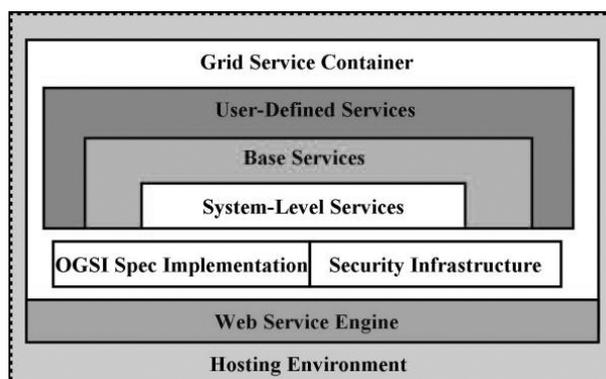 Grid Service Container
User-Defined Services
Base Services
System-Level Services
OGSI Spec Implementation
Security Infrastructure
Web Service Engine
Hosting Environment